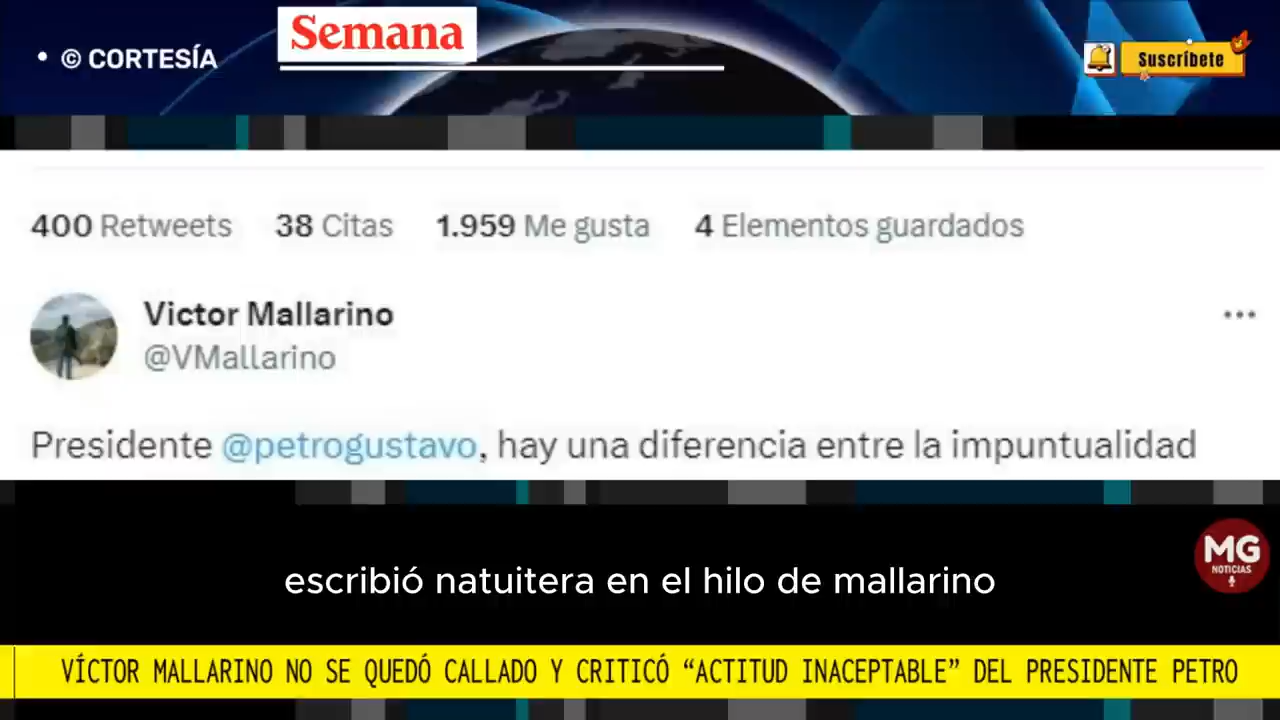 • © CORTESÍA
Semana
Suscríbete
400 Retweets 38 Citas 1.959 Me gusta 4 Elementos guardados
Victor Mallarino
@VMallarino
Presidente @petrogustavo, hay una diferencia entre la impuntualidad
escribió natuitera en el hilo de mallarino
MG
NOTICIAS
VÍCTOR MALLARINO NO SE QUEDÓ CALLADO Y CRITICÓ “ACTITUD INACEPTABLE” DEL PRESIDENTE PETRO